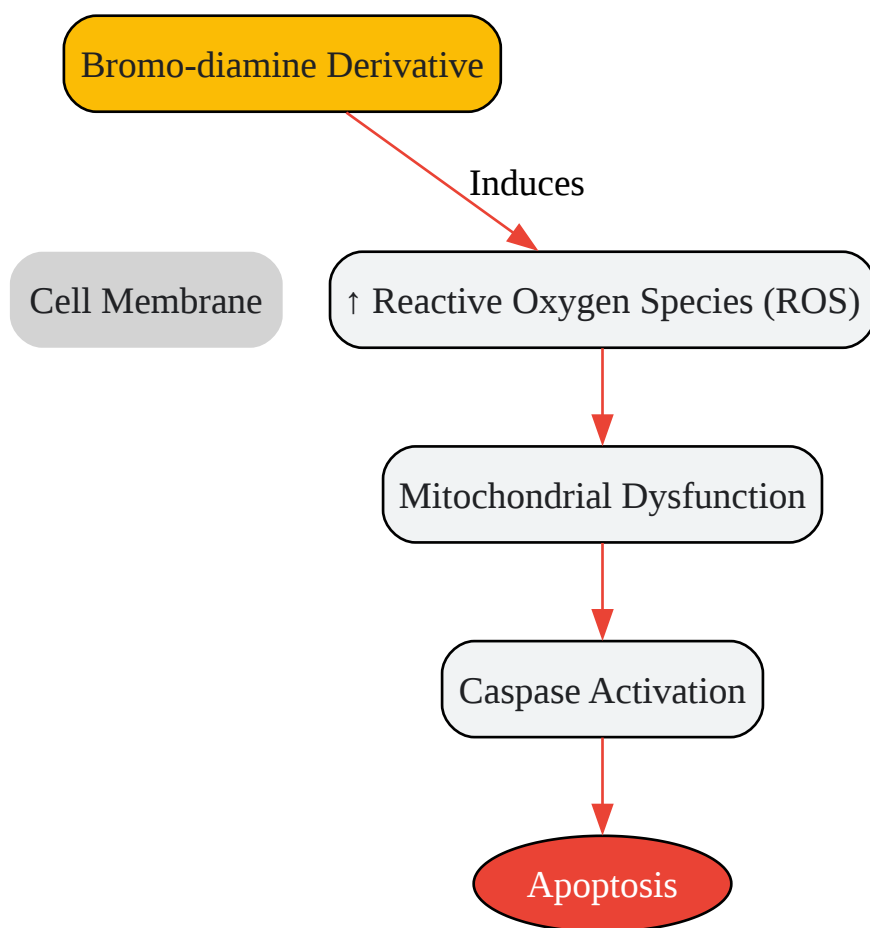 Bromo-diamine Derivative
Induces
Cell Membrane
↑ Reactive Oxygen Species (ROS)
Mitochondrial Dysfunction
Caspase Activation
Apoptosis